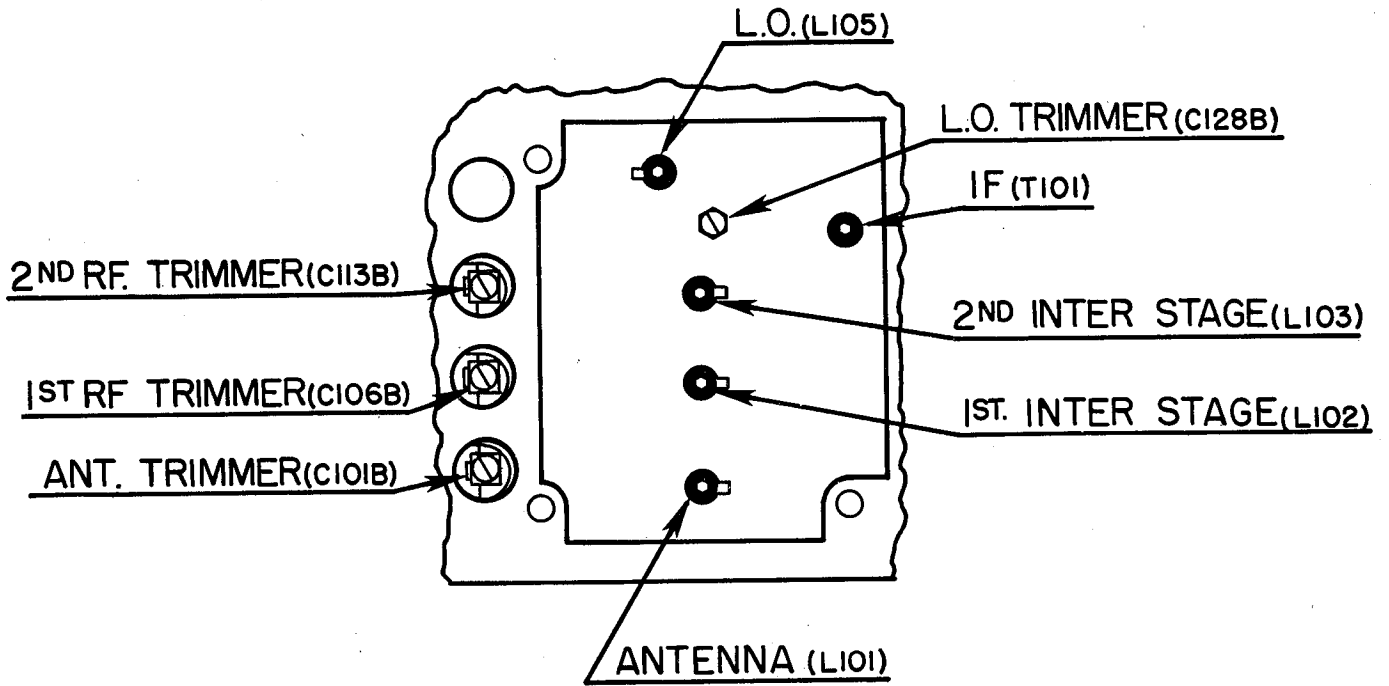 L.O. (L105)
L.O. TRIMMER (C128B)
IF (T101)
2ND RF. TRIMMER (C113B)
2ND INTER STAGE (L103)
1ST RF TRIMMER (C106B)
1ST. INTER STAGE (L102)
ANT. TRIMMER (C101B)
ANTENNA (L101)